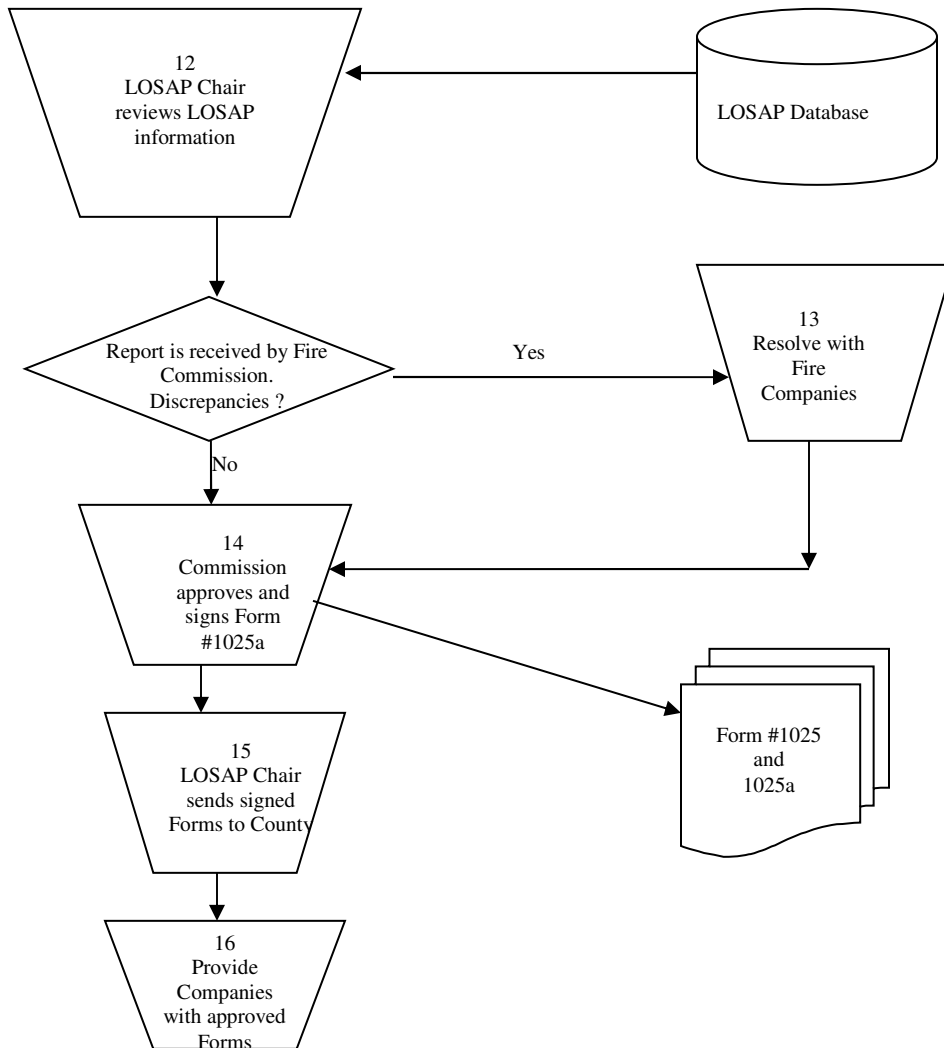 12
LOSAP Chair
reviews LOSAP
information
LOSAP Database
Report is received by Fire
Commission.
Discrepancies ?
Yes
13
Resolve with
Fire
Companies
No
14
Commission
approves and
signs Form
#1025a
Form #1025
and
1025a
15
LOSAP Chair
sends signed
Forms to County
16
Provide
Companies
with approved
Forms